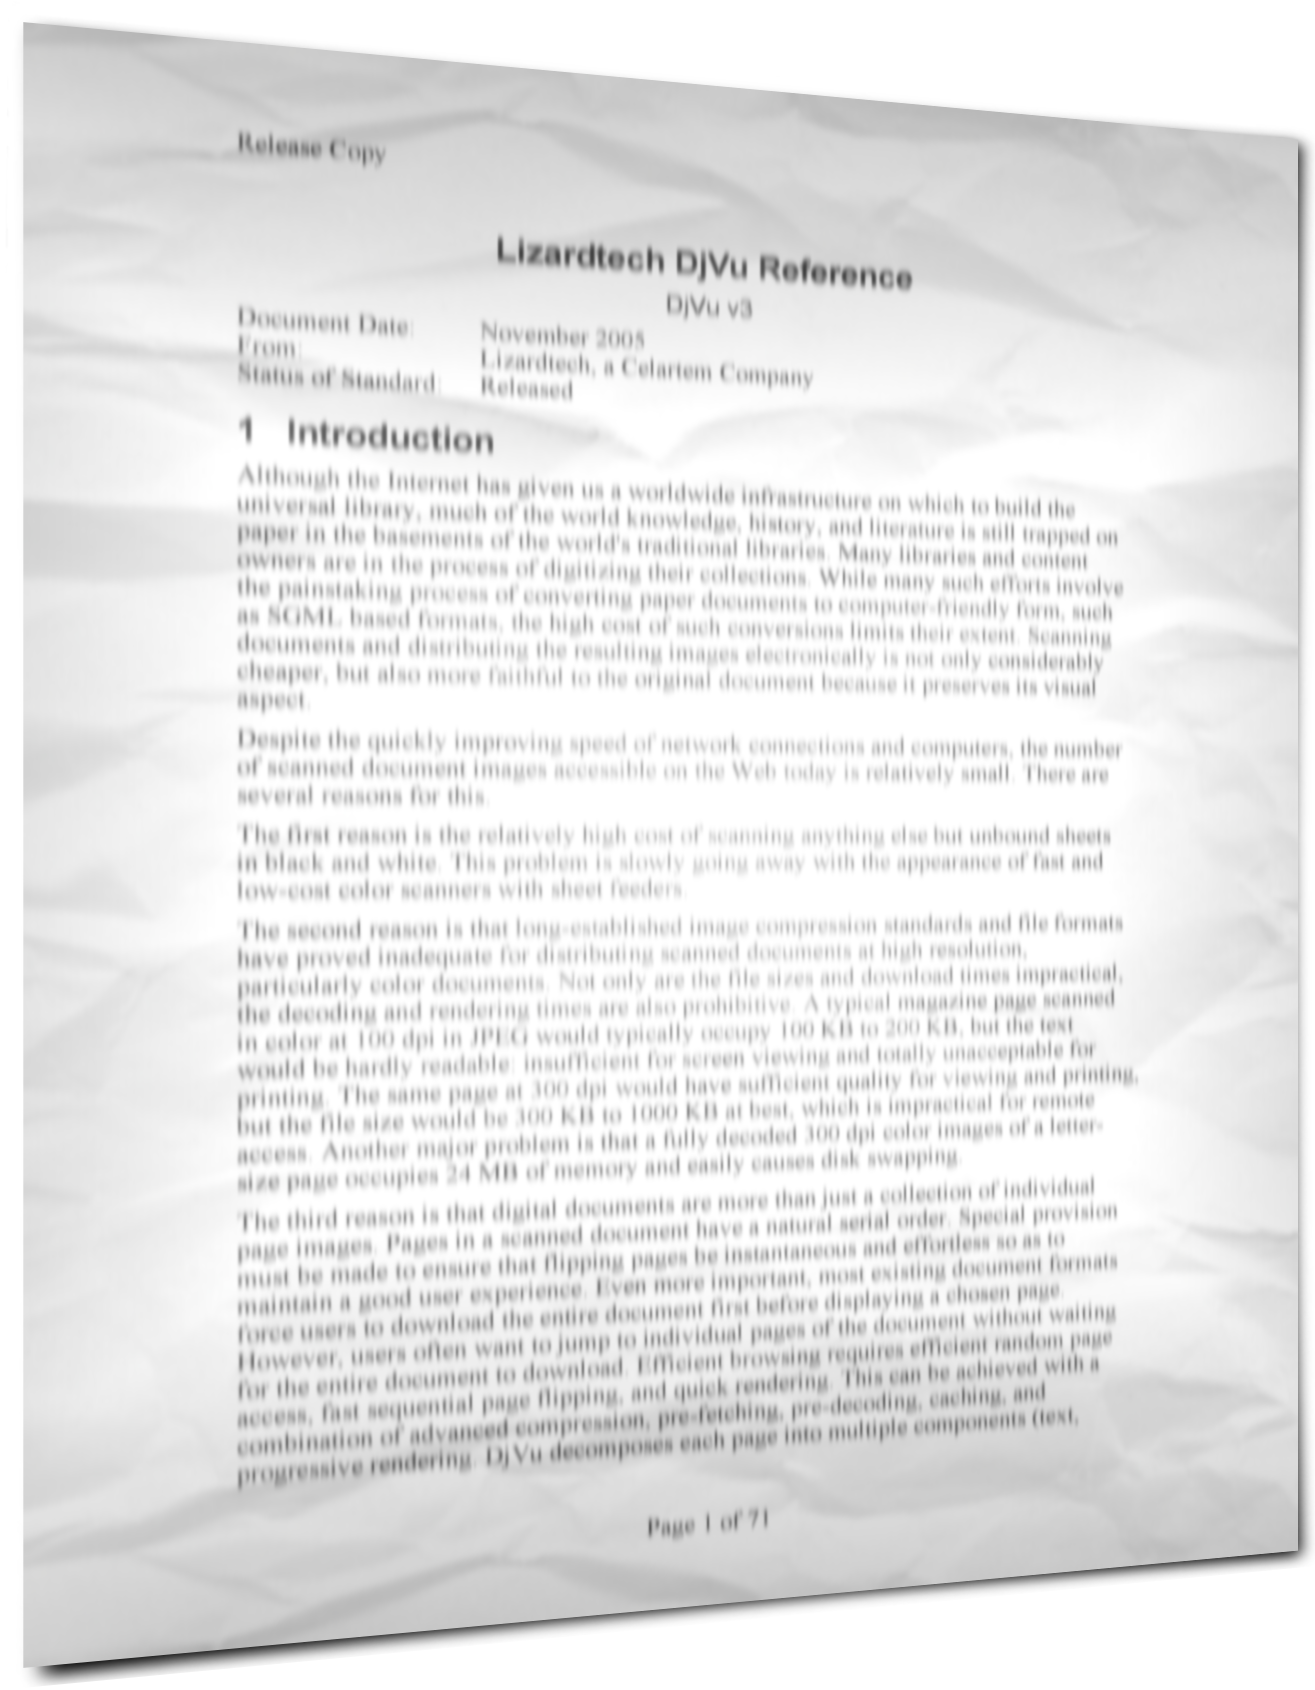 Release Copy
Lizardtech DjVu Reference
DjVu v3
Document Date: November 2005
From: Lizardtech, a Celartem Company
Status of Standard: Released
1 Introduction
Although the Internet has given us a worldwide infrastructure on which to build the
universal library, much of the world knowledge, history, and literature is still trapped on
paper in the basements of the world's traditional libraries. Many libraries and content
owners are in the process of digitizing their collections. While many such efforts involve
the painstaking process of converting paper documents to computer-friendly form, such
as SGML based formats, the high cost of such conversions limits their extent. Scanning
documents and distributing the resulting images electronically is not only considerably
cheaper, but also more faithful to the original document because it preserves its visual
aspect.
Despite the quickly improving speed of network connections and computers, the number
of scanned document images accessible on the Web today is relatively small. There are
several reasons for this.
The first reason is the relatively high cost of scanning anything else but unbound sheets
in black and white. This problem is slowly going away with the appearance of fast and
low-cost color scanners with sheet feeders.
The second reason is that long-established image compression standards and file formats
have proved inadequate for distributing scanned documents at high resolution,
particularly color documents. Not only are the file sizes and download times impractical,
the decoding and rendering times are also prohibitive. A typical magazine page scanned
in color at 100 dpi in JPEG would typically occupy 100 KB to 200 KB, but the text
would be hardly readable: insufficient for screen viewing and totally unacceptable for
printing. The same page at 300 dpi would have sufficient quality for viewing and printing,
but the file size would be 300 KB to 1000 KB at best, which is impractical for remote
access. Another major problem is that a fully decoded 300 dpi color images of a letter-
size page occupies 24 MB of memory and easily causes disk swapping.
The third reason is that digital documents are more than just a collection of individual
page images. Pages in a scanned document have a natural serial order. Special provision
must be made to ensure that flipping pages be instantaneous and effortless so as to
maintain a good user experience. Even more important, most existing document formats
force users to download the entire document first before displaying a chosen page.
However, users often want to jump to individual pages of the document without waiting
for the entire document to download. Efficient browsing requires efficient random page
access, fast sequential page flipping, and quick rendering. This can be achieved with a
combination of advanced compression, pre-fetching, pre-decoding, caching, and
progressive rendering. DjVu decomposes each page into multiple components (text,
Page 1 of 71